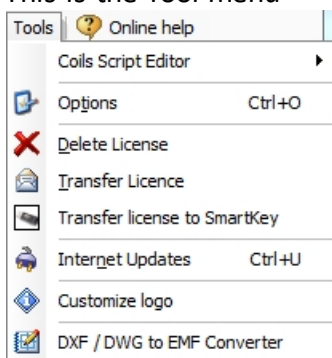 This is the Tool menu
Tools Online help
Coils Script Editor
Options Ctrl+O
Delete License
Transfer Licence
Transfer license to SmartKey
Internet Updates Ctrl+U
Customize logo
DXF / DWG to EMF Converter